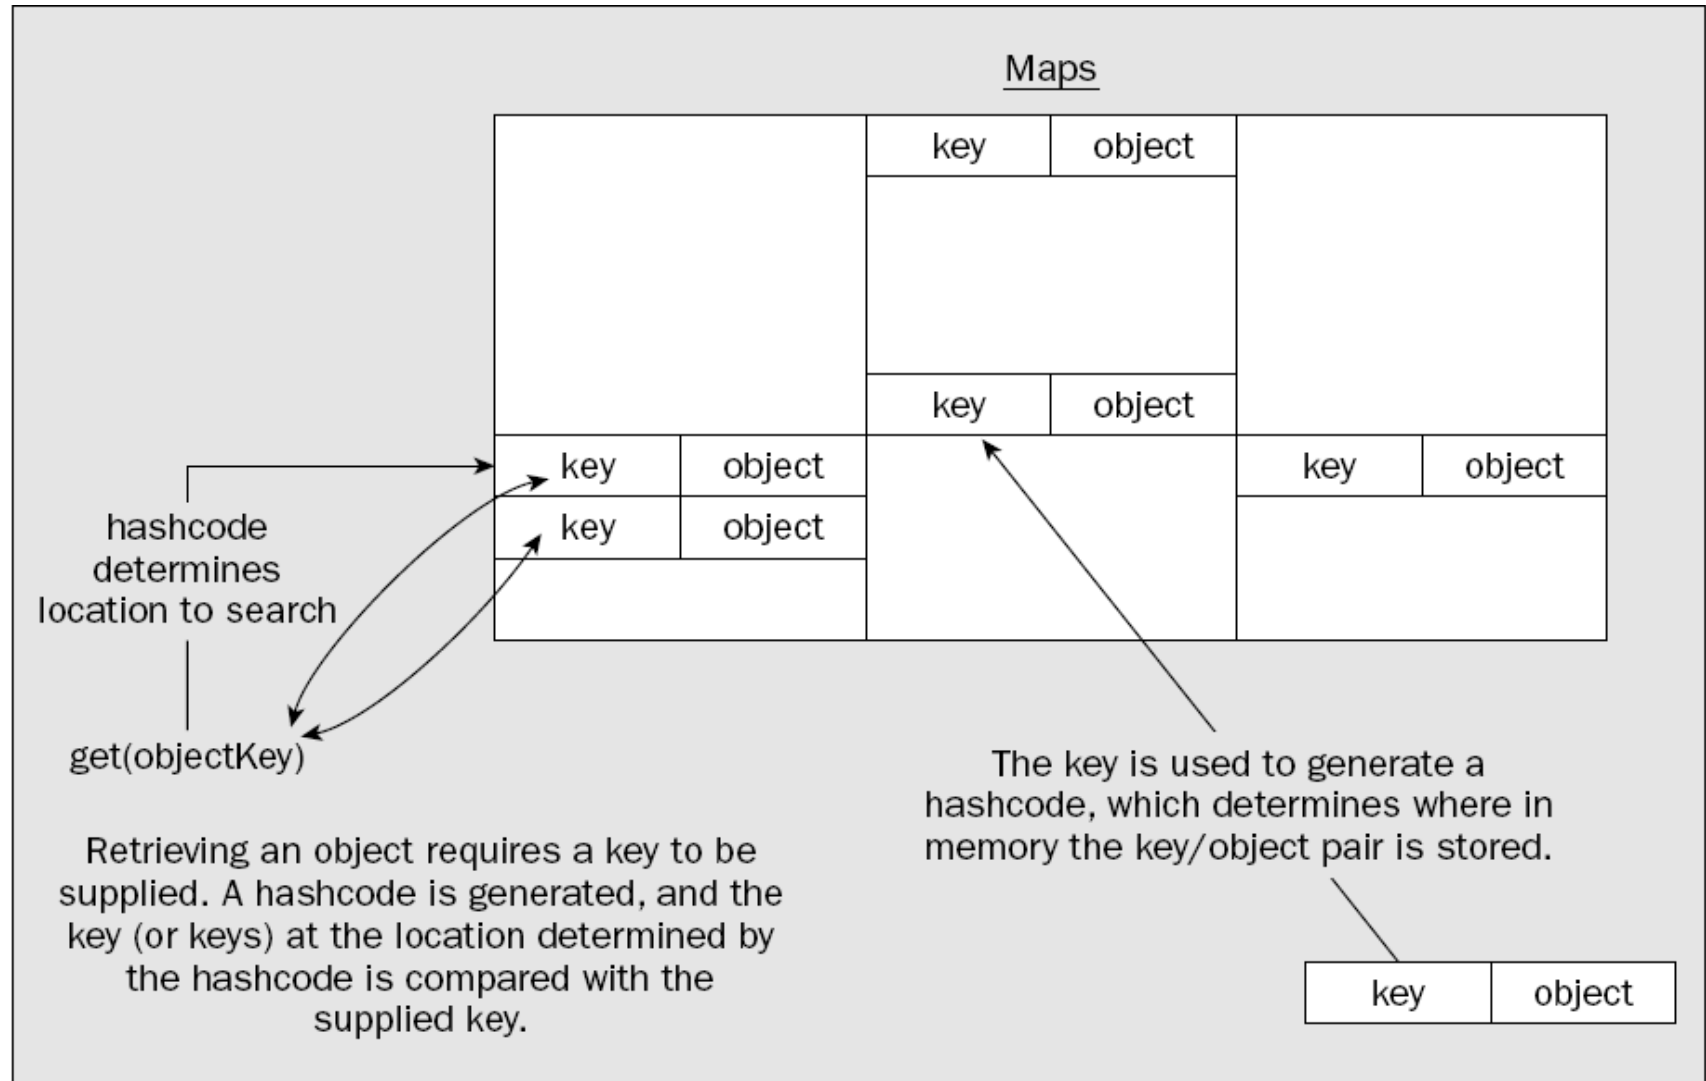 Maps
key object
key object
key object
key object
key object
hashcode
determines
location to search
get(objectKey)
Retrieving an object requires a key to be
supplied. A hashcode is generated, and the
key (or keys) at the location determined by
the hashcode is compared with the
supplied key.
The key is used to generate a
hashcode, which determines where in
memory the key/object pair is stored.
key object